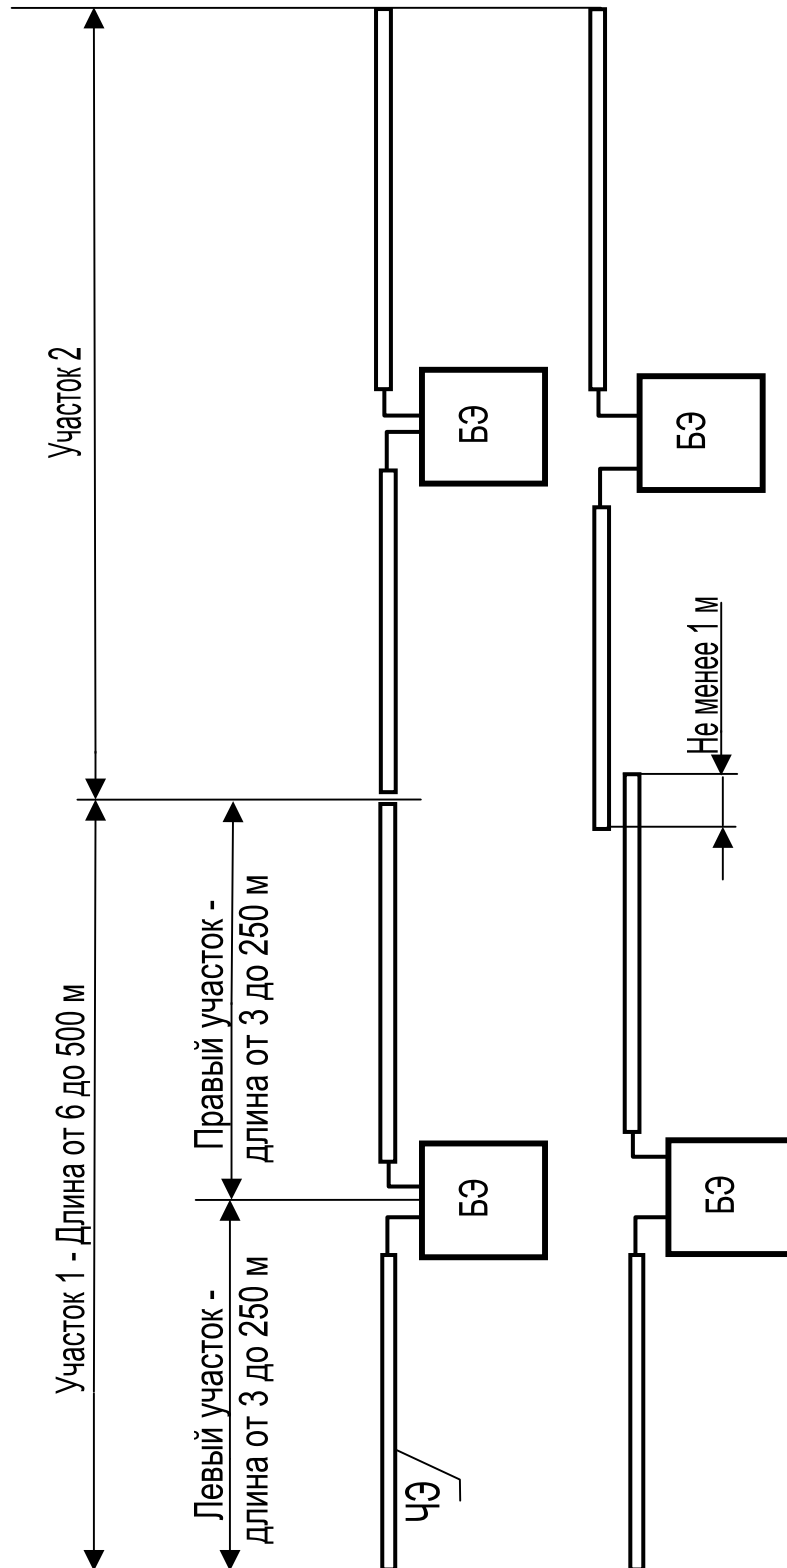 Участок 1 - Длина от 6 до 500 м
Участок 2
Левый участок -
длина от 3 до 250 м
Правый участок -
длина от 3 до 250 м
БЭ
БЭ
ЧЭ
Не менее 1 м
БЭ
БЭ